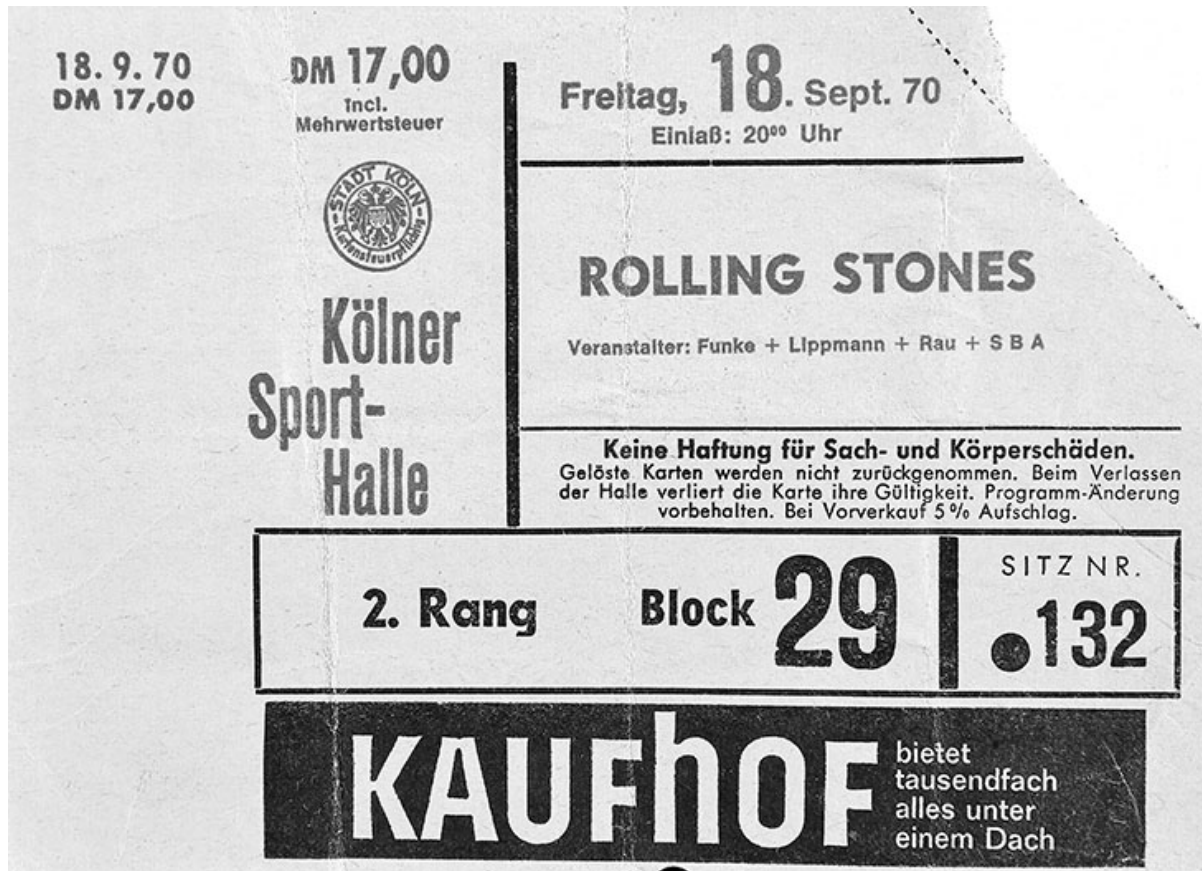 18. 9. 70
DM 17,00
DM 17,00
Incl.
Mehrwertsteuer
STADT KÖLN
Kartensteuerpflichtig
Kölner
Sport-
Halle
Freitag, 18. Sept. 70
Einlaß: 20⁰⁰ Uhr
ROLLING STONES
Veranstalter: Funke + Lippmann + Rau + S B A
Keine Haftung für Sach- und Körperschäden.
Gelöste Karten werden nicht zurückgenommen. Beim Verlassen
der Halle verliert die Karte ihre Gültigkeit. Programm-Änderung
vorbehalten. Bei Vorverkauf 5% Aufschlag.
2. Rang Block 29
SITZ NR.
132
KAUFhOF
bietet
tausendfach
alles unter
einem Dach